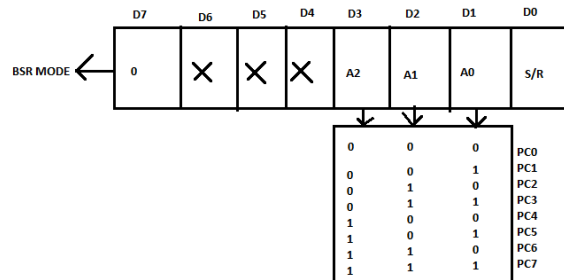 D7 D6 D5 D4 D3 D2 D1 D0
BSR MODE 0 A2 A1 A0 S/R
0 0 0 PC0
0 0 1 PC1
0 1 0 PC2
0 1 1 PC3
1 0 0 PC4
1 0 1 PC5
1 1 0 PC6
1 1 1 PC7